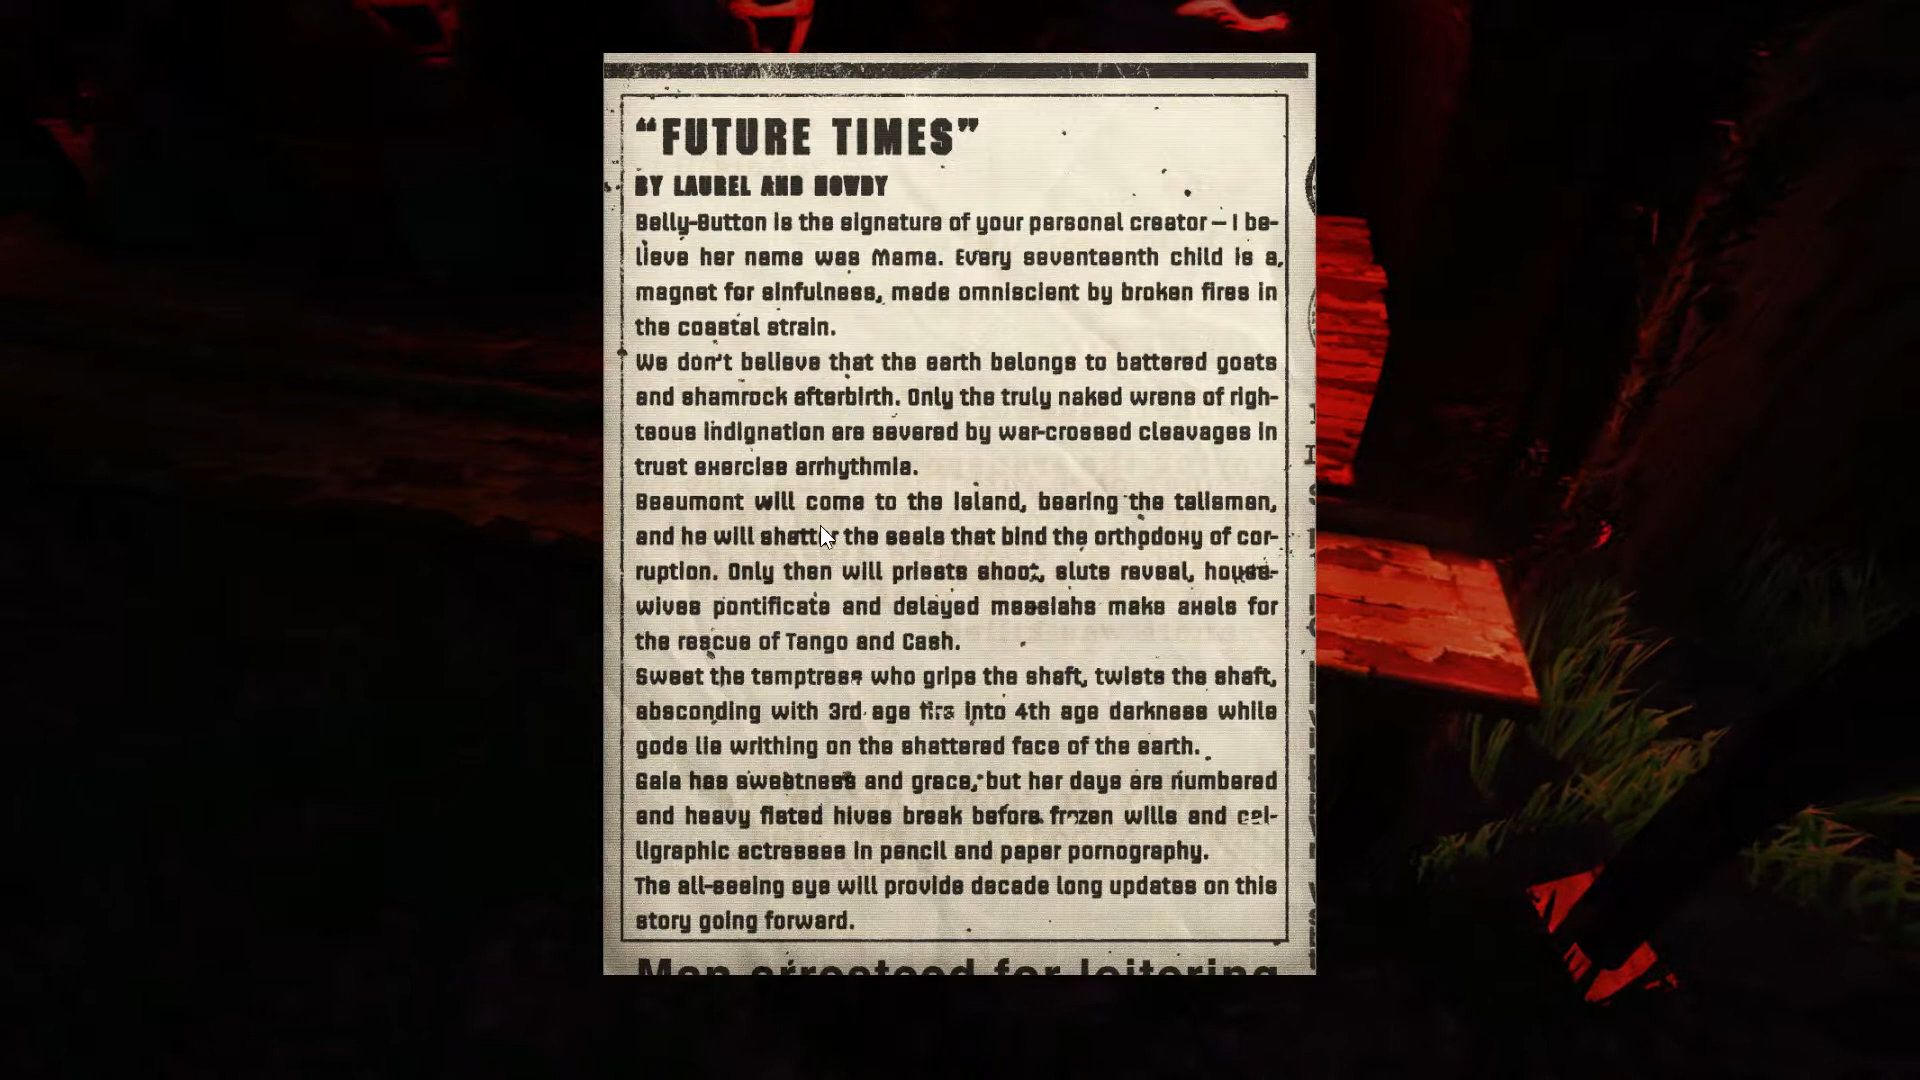 “FUTURE TIMES”
BY LAUREL AND HOWDY
Belly-Button is the signature of your personal creator – I be-
lieve her name was Mama. Every seventeenth child is a
magnet for sinfulness, made omniscient by broken fires in
the coastal strain.
We don't believe that the earth belongs to battered goats
and shamrock afterbirth. Only the truly naked wrens of righ-
teous indignation are severed by war-crossed cleavages in
trust exercise arrhythmia.
Beaumont will come to the island, bearing the talisman,
and he will shatter the seals that bind the orthodoxy of cor-
ruption. Only then will priests shoot, sluts reveal, house-
wives pontificate and delayed messiahs make axels for
the rescue of Tango and Cash.
Sweet the temptress who grips the shaft, twists the shaft,
absconding with 3rd age fire into 4th age darkness while
gods lie writhing on the shattered face of the earth.
Gaia has sweetness and grace, but her days are numbered
and heavy fisted hives break before frozen wills and cal-
ligraphic actresses in pencil and paper pornography.
The all-seeing eye will provide decade long updates on this
story going forward.
Man arrestood for loitering